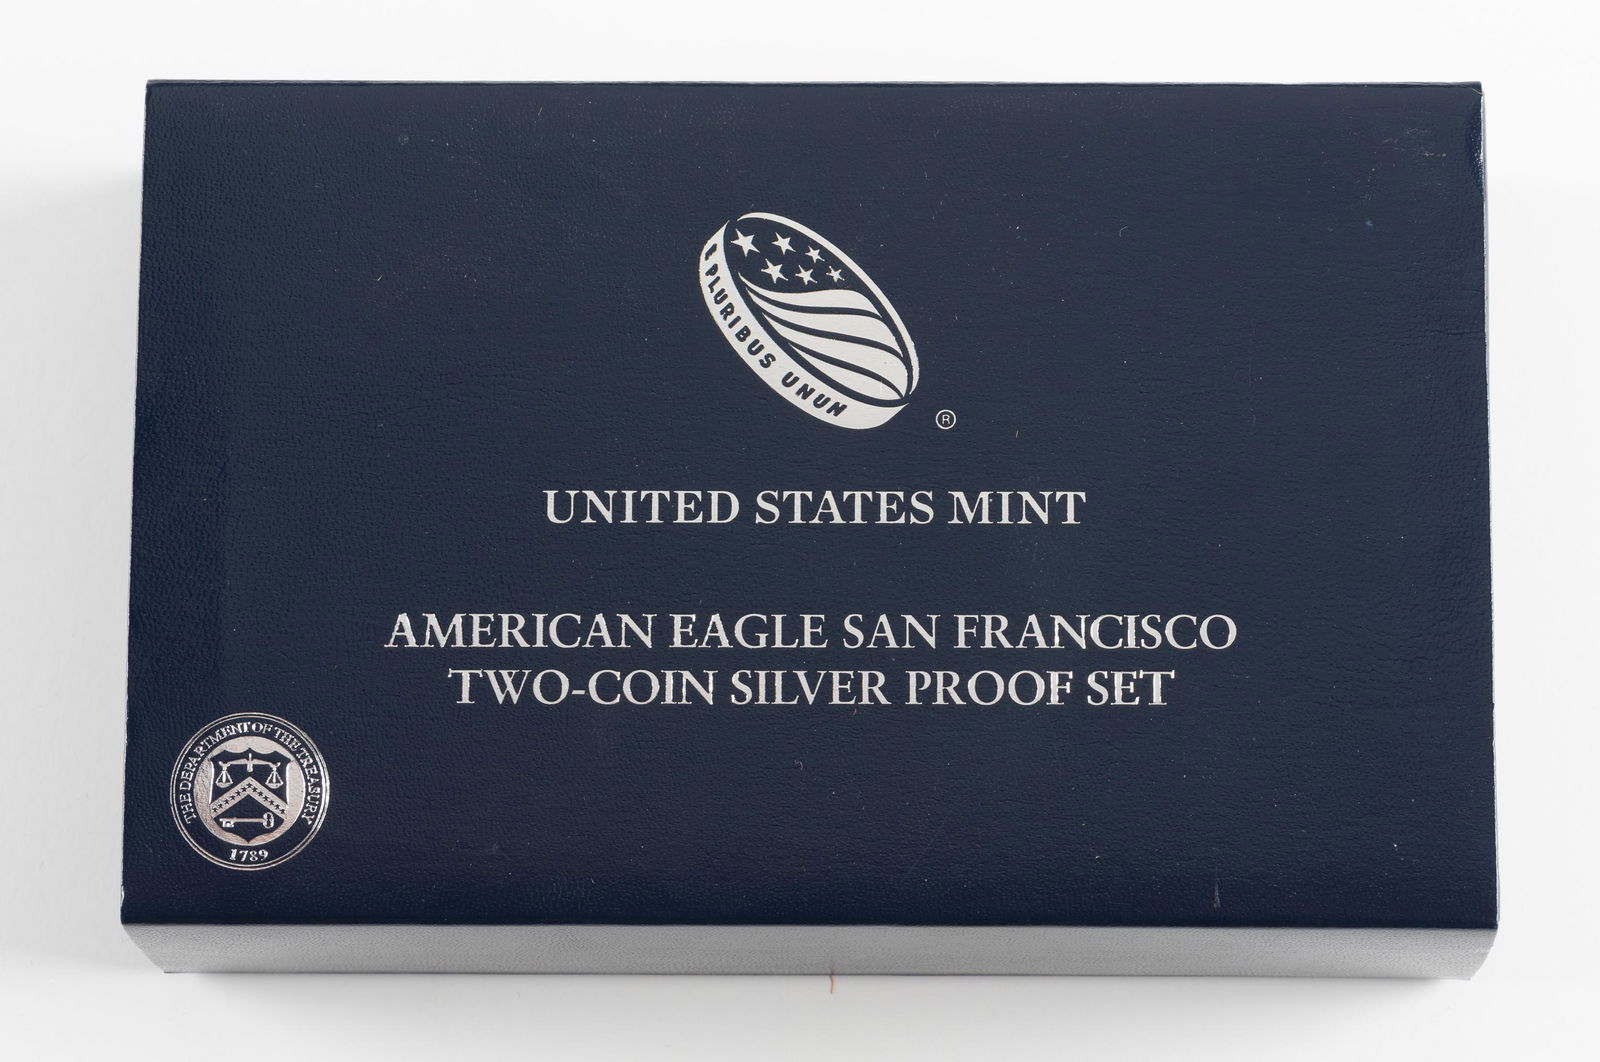 E PLURIBUS UNUM
®
UNITED STATES MINT
AMERICAN EAGLE SAN FRANCISCO
TWO-COIN SILVER PROOF SET
THE DEPARTMENT OF THE TREASURY
1789